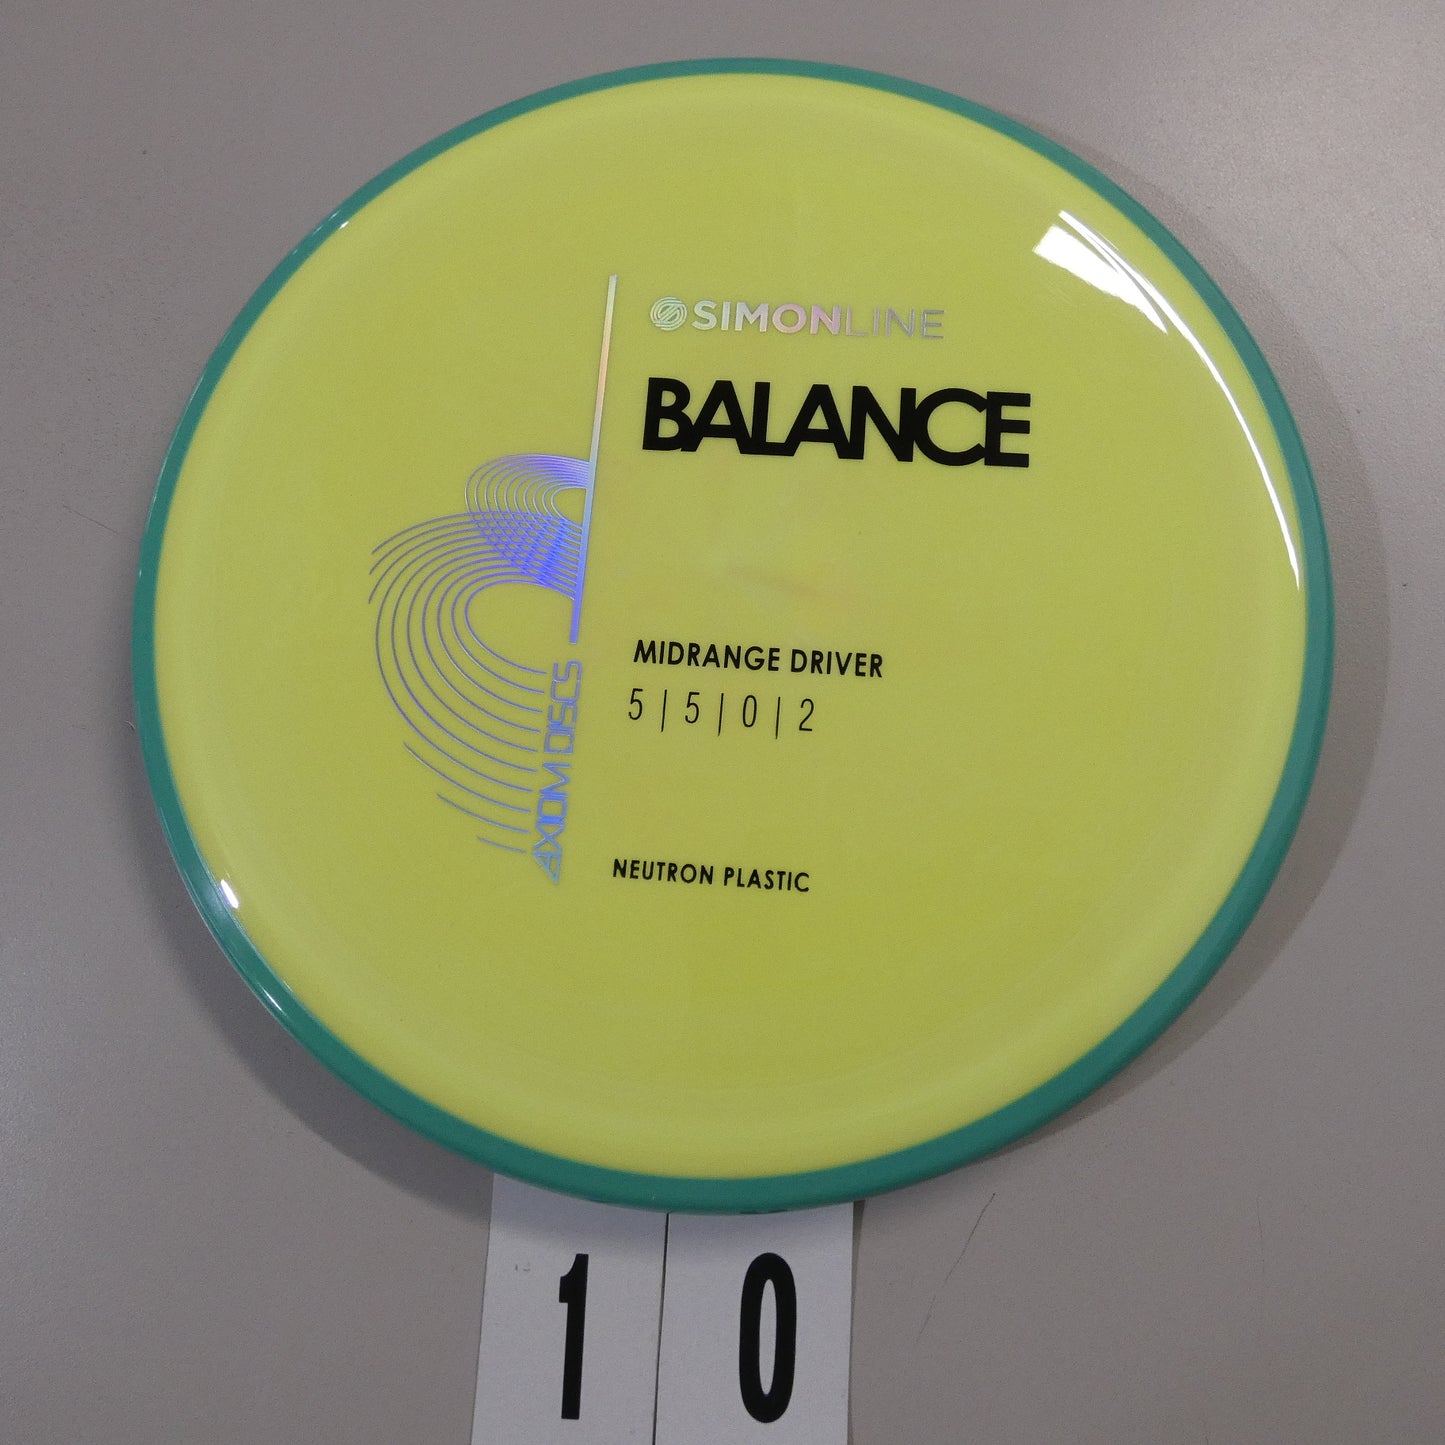 SIMONLINE
BALANCE
MIDRANGE DRIVER
5 | 5 | 0 | 2
AXIOM DISCS
NEUTRON PLASTIC
1 0